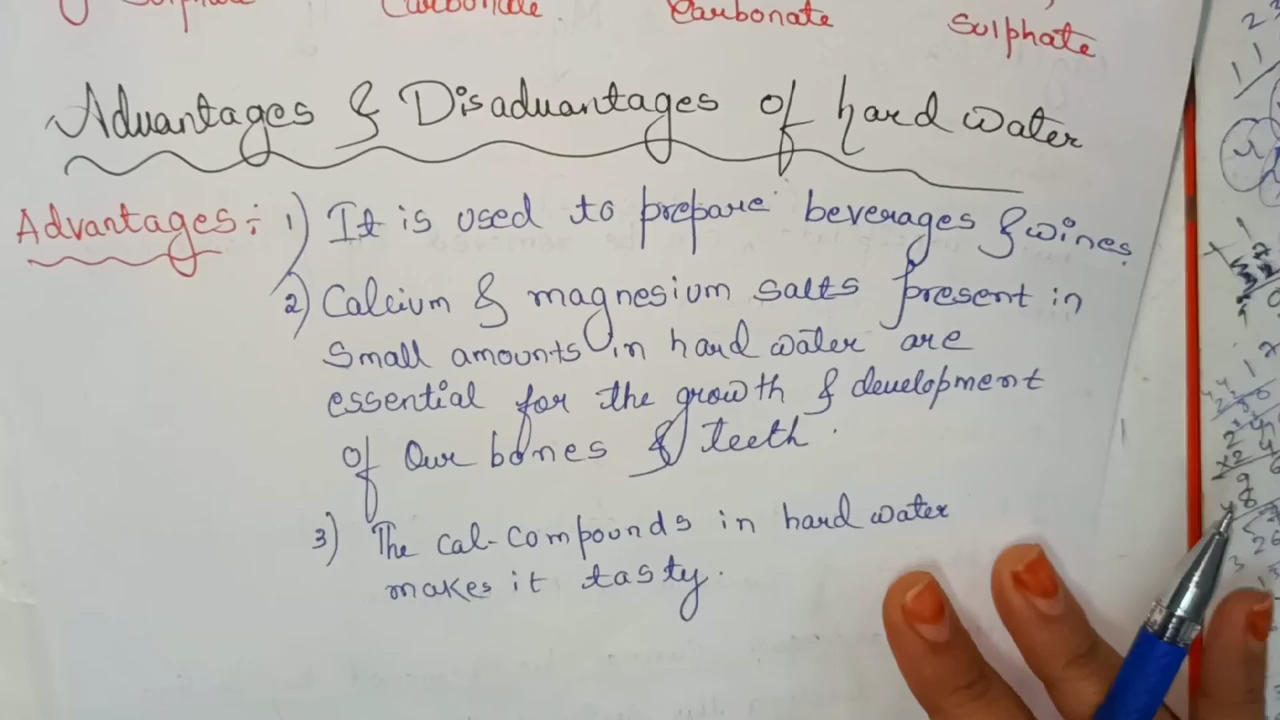 Sulphate Carbonate Carbonate Sulphate
Advantages & Disadvantages of hard water
Advantages :- 1) It is used to prepare beverages & wines.
2) Calcium & magnesium salts present in
small amounts in hard water are
essential for the growth & development
of our bones & teeth.
3) The cal-compounds in hard water
makes it tasty.